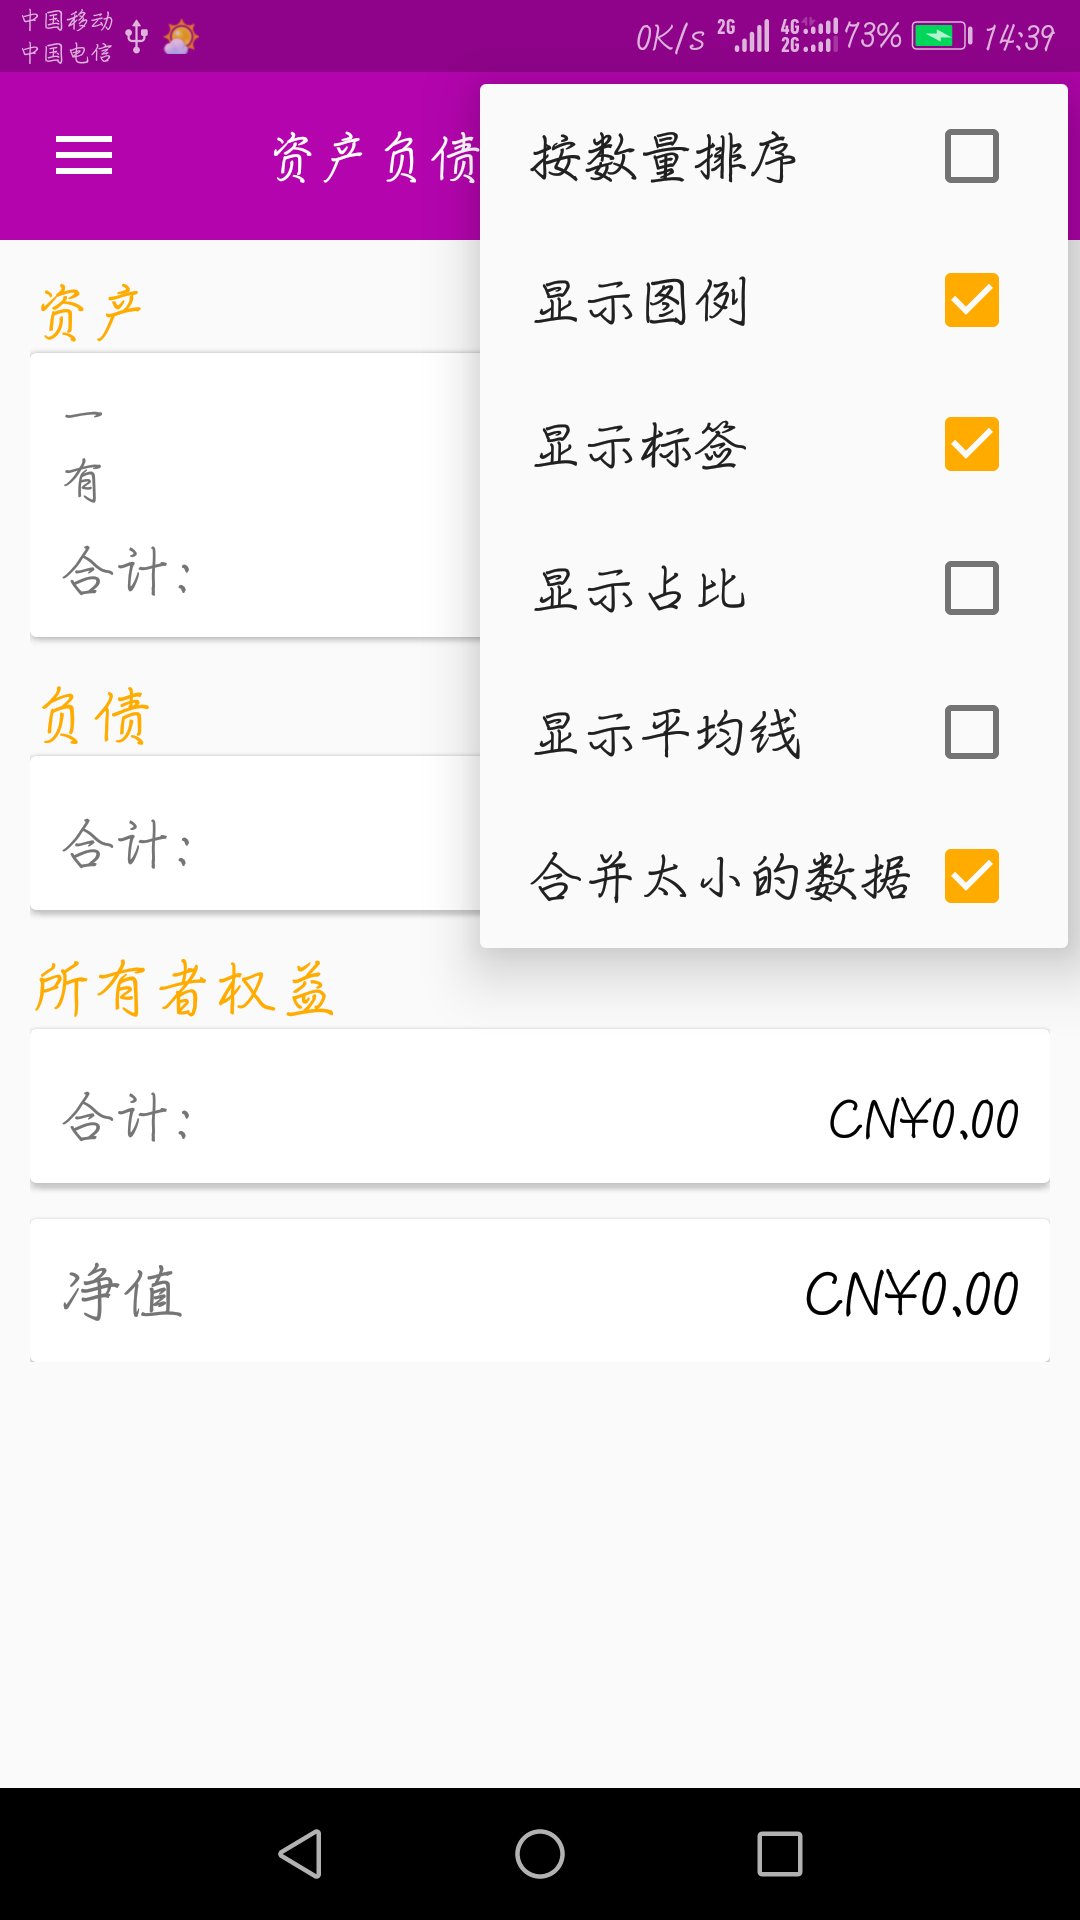 中国移动
中国电信
0K/s 2G 4G 2G 73% 14:39
资产负债
按数量排序
显示图例
显示标签
显示占比
显示平均线
合并太小的数据
资产
一
有
合计:
负债
合计:
所有者权益
合计: CN¥0.00
净值 CN¥0.00